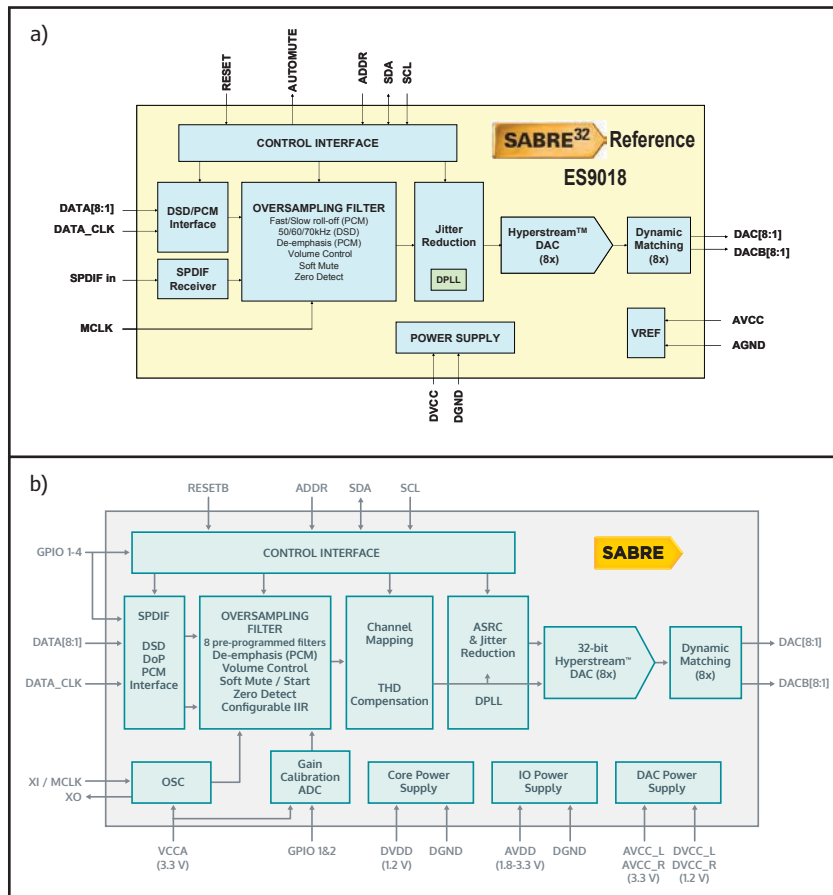 a)
RESET
AUTOMUTE
ADDR
SDA
SCL
CONTROL INTERFACE
SABRE32 Reference
ES9018
DATA[8:1]
DATA_CLK
DSD/PCM
Interface
OVERSAMPLING FILTER
Fast/Slow roll-off (PCM)
50/60/70kHz (DSD)
De-emphasis (PCM)
Volume Control
Soft Mute
Zero Detect
Jitter
Reduction
DPLL
Hyperstream™
DAC
(8x)
Dynamic
Matching
(8x)
DAC[8:1]
DACB[8:1]
SPDIF in
SPDIF
Receiver
MCLK
POWER SUPPLY
VREF
AVCC
AGND
DVCC
DGND
b)
RESETB
ADDR
SDA
SCL
GPIO 1-4
CONTROL INTERFACE
SABRE
DATA[8:1]
DATA_CLK
SPDIF
DSD
DoP
PCM
Interface
OVERSAMPLING
FILTER
8 pre-programmed filters
De-emphasis (PCM)
Volume Control
Soft Mute / Start
Zero Detect
Configurable IIR
Channel
Mapping
THD
Compensation
ASRC
& Jitter
Reduction
DPLL
32-bit
Hyperstream™
DAC (8x)
Dynamic
Matching
(8x)
DAC[8:1]
DACB[8:1]
XI / MCLK
XO
OSC
Gain
Calibration
ADC
Core Power
Supply
IO Power
Supply
DAC Power
Supply
VCCA
(3.3 V)
GPIO 1&2
DVDD
(1.2 V)
DGND
AVDD
(1.8-3.3 V)
DGND
AVCC_L
AVCC_R
(3.3 V)
DVCC_L
DVCC_R
(1.2 V)